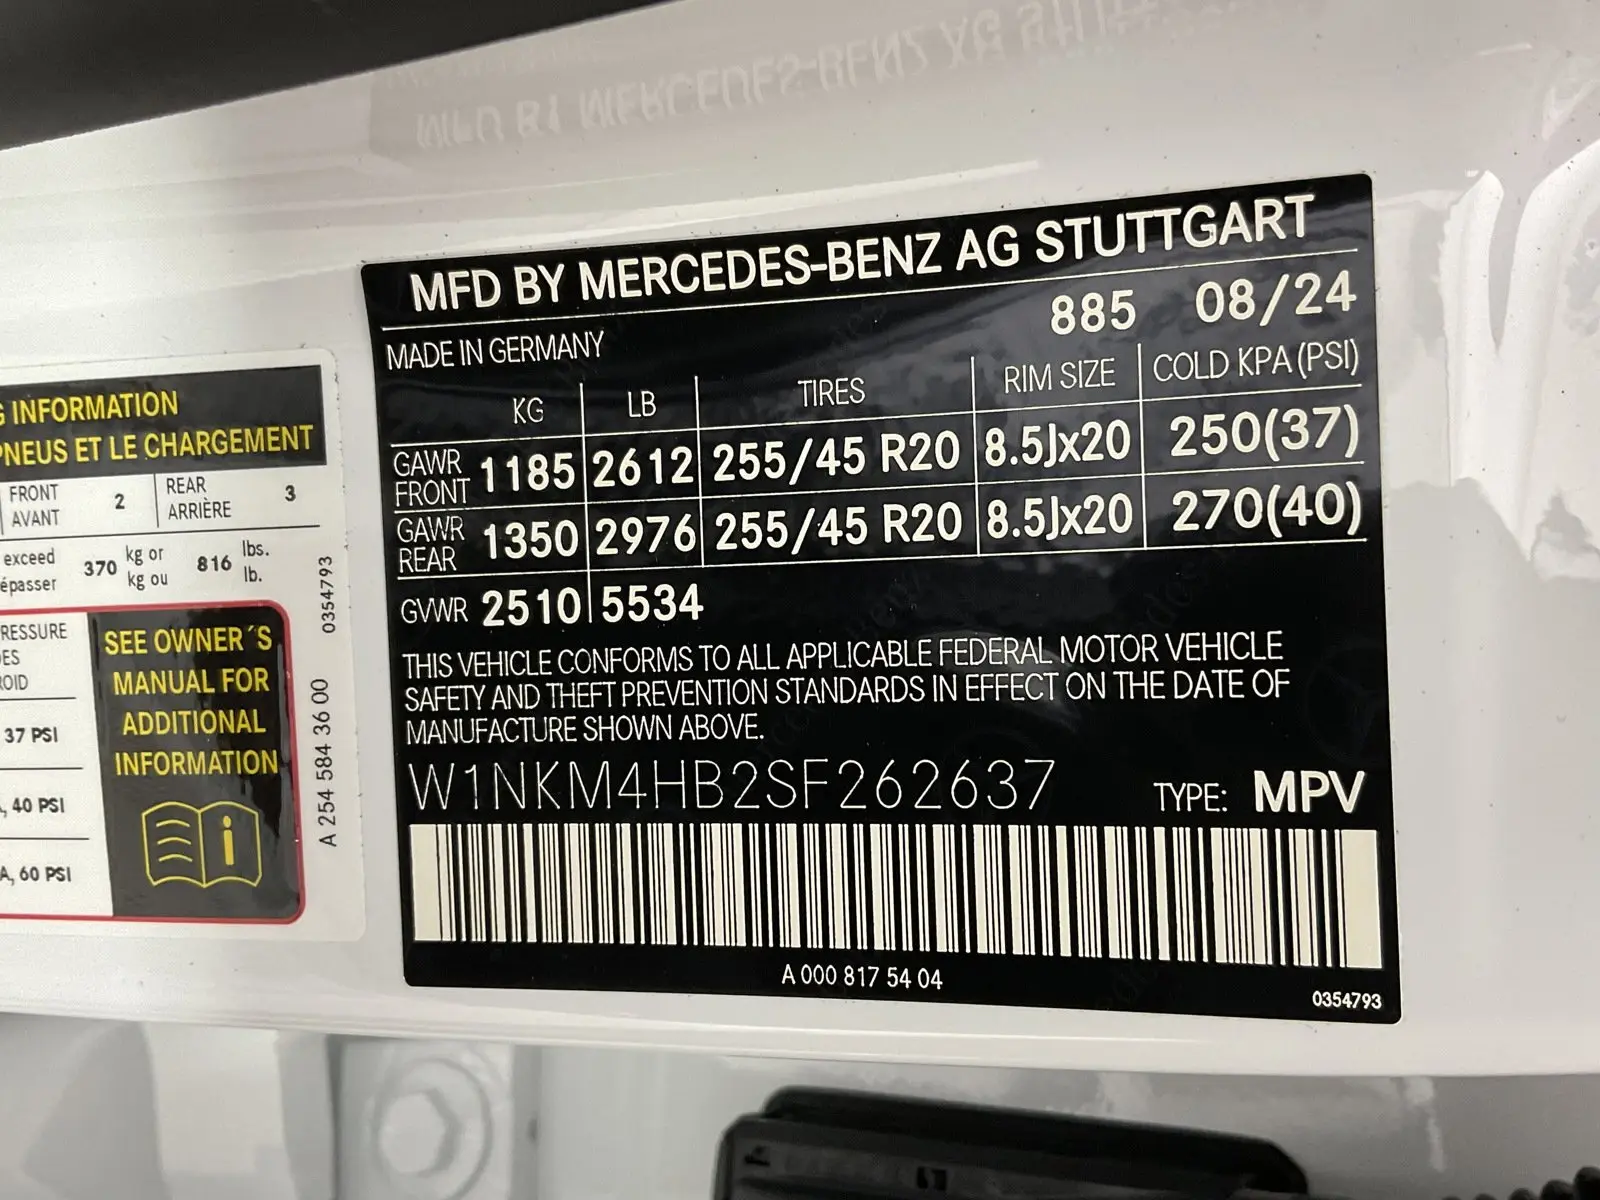 MFD BY MERCEDES-BENZ AG STUTTGART
MADE IN GERMANY 885 08/24
KG LB TIRES RIM SIZE COLD KPA (PSI)
GAWR FRONT 1185 2612 255/45 R20 8.5Jx20 250(37)
GAWR REAR 1350 2976 255/45 R20 8.5Jx20 270(40)
GVWR 2510 5534
THIS VEHICLE CONFORMS TO ALL APPLICABLE FEDERAL MOTOR VEHICLE
SAFETY AND THEFT PREVENTION STANDARDS IN EFFECT ON THE DATE OF
MANUFACTURE SHOWN ABOVE.
W1NKM4HB2SF262637 TYPE: MPV
A 000 817 54 04
0354793
INFORMATION
PNEUS ET LE CHARGEMENT
FRONT AVANT 2 REAR ARRIÈRE 3
exceed 370 kg or 816 lbs.
kg ou lb.
SEE OWNER´S
MANUAL FOR
ADDITIONAL
INFORMATION
37 PSI
40 PSI
60 PSI
A 254 584 36 00 0354793